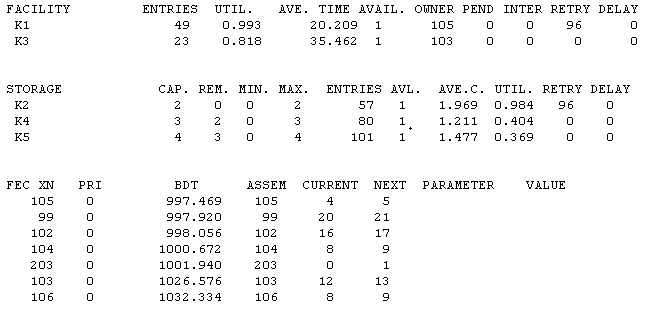 FACILITY ENTRIES UTIL. AVE. TIME AVAIL. OWNER PEND INTER RETRY DELAY
K1 49 0.993 20.209 1 105 0 0 96 0
K3 23 0.818 35.462 1 103 0 0 0 0
STORAGE CAP. REM. MIN. MAX. ENTRIES AVL. AVE.C. UTIL. RETRY DELAY
K2 2 0 0 2 57 1 1.969 0.984 96 0
K4 3 2 0 3 80 1 1.211 0.404 0 0
K5 4 3 0 4 101 1 1.477 0.369 0 0
FEC XN PRI BDT ASSEM CURRENT NEXT PARAMETER VALUE
105 0 997.469 105 4 5
99 0 997.920 99 20 21
102 0 998.056 102 16 17
104 0 1000.672 104 8 9
203 0 1001.940 203 0 1
103 0 1026.576 103 12 13
106 0 1032.334 106 8 9